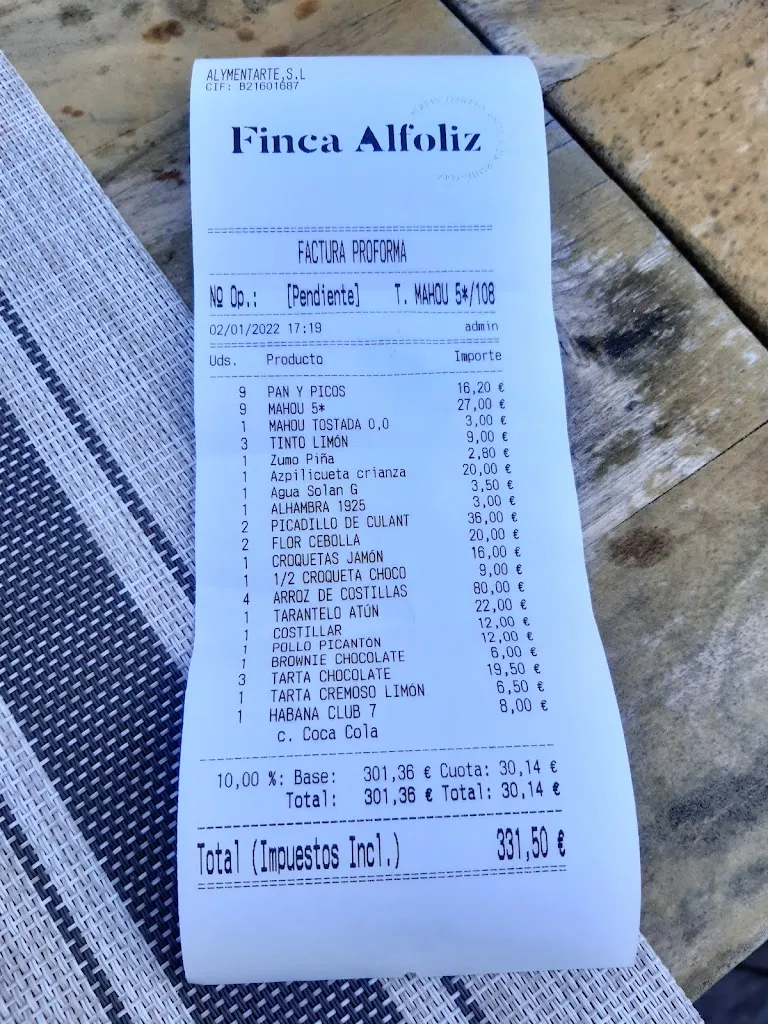 ALYMENTARTE,S.L
CIF: B21601687
Finca Alfoliz
FACTURA PROFORMA
Nº Op.: [Pendiente] T. MAHOU 5*/108
02/01/2022 17:19 admin
Uds. Producto Importe
9 PAN Y PICOS 16,20 €
9 MAHOU 5* 27,00 €
1 MAHOU TOSTADA 0,0 3,00 €
3 TINTO LIMÓN 9,00 €
1 Zumo Piña 2,80 €
1 Azpilicueta crianza 20,00 €
1 Agua Solan G 3,50 €
1 ALHAMBRA 1925 3,00 €
2 PICADILLO DE CULANT 36,00 €
2 FLOR CEBOLLA 20,00 €
1 CROQUETAS JAMÓN 16,00 €
1 1/2 CROQUETA CHOCO 9,00 €
4 ARROZ DE COSTILLAS 80,00 €
1 TARANTELO ATÚN 22,00 €
1 COSTILLAR 12,00 €
1 POLLO PICANTÓN 12,00 €
1 BROWNIE CHOCOLATE 6,00 €
3 TARTA CHOCOLATE 19,50 €
1 TARTA CREMOSO LIMÓN 6,50 €
1 HABANA CLUB 7 8,00 €
c. Coca Cola
10,00 %: Base: 301,36 € Cuota: 30,14 €
Total: 301,36 € Total: 30,14 €
Total (Impuestos Incl.) 331,50 €